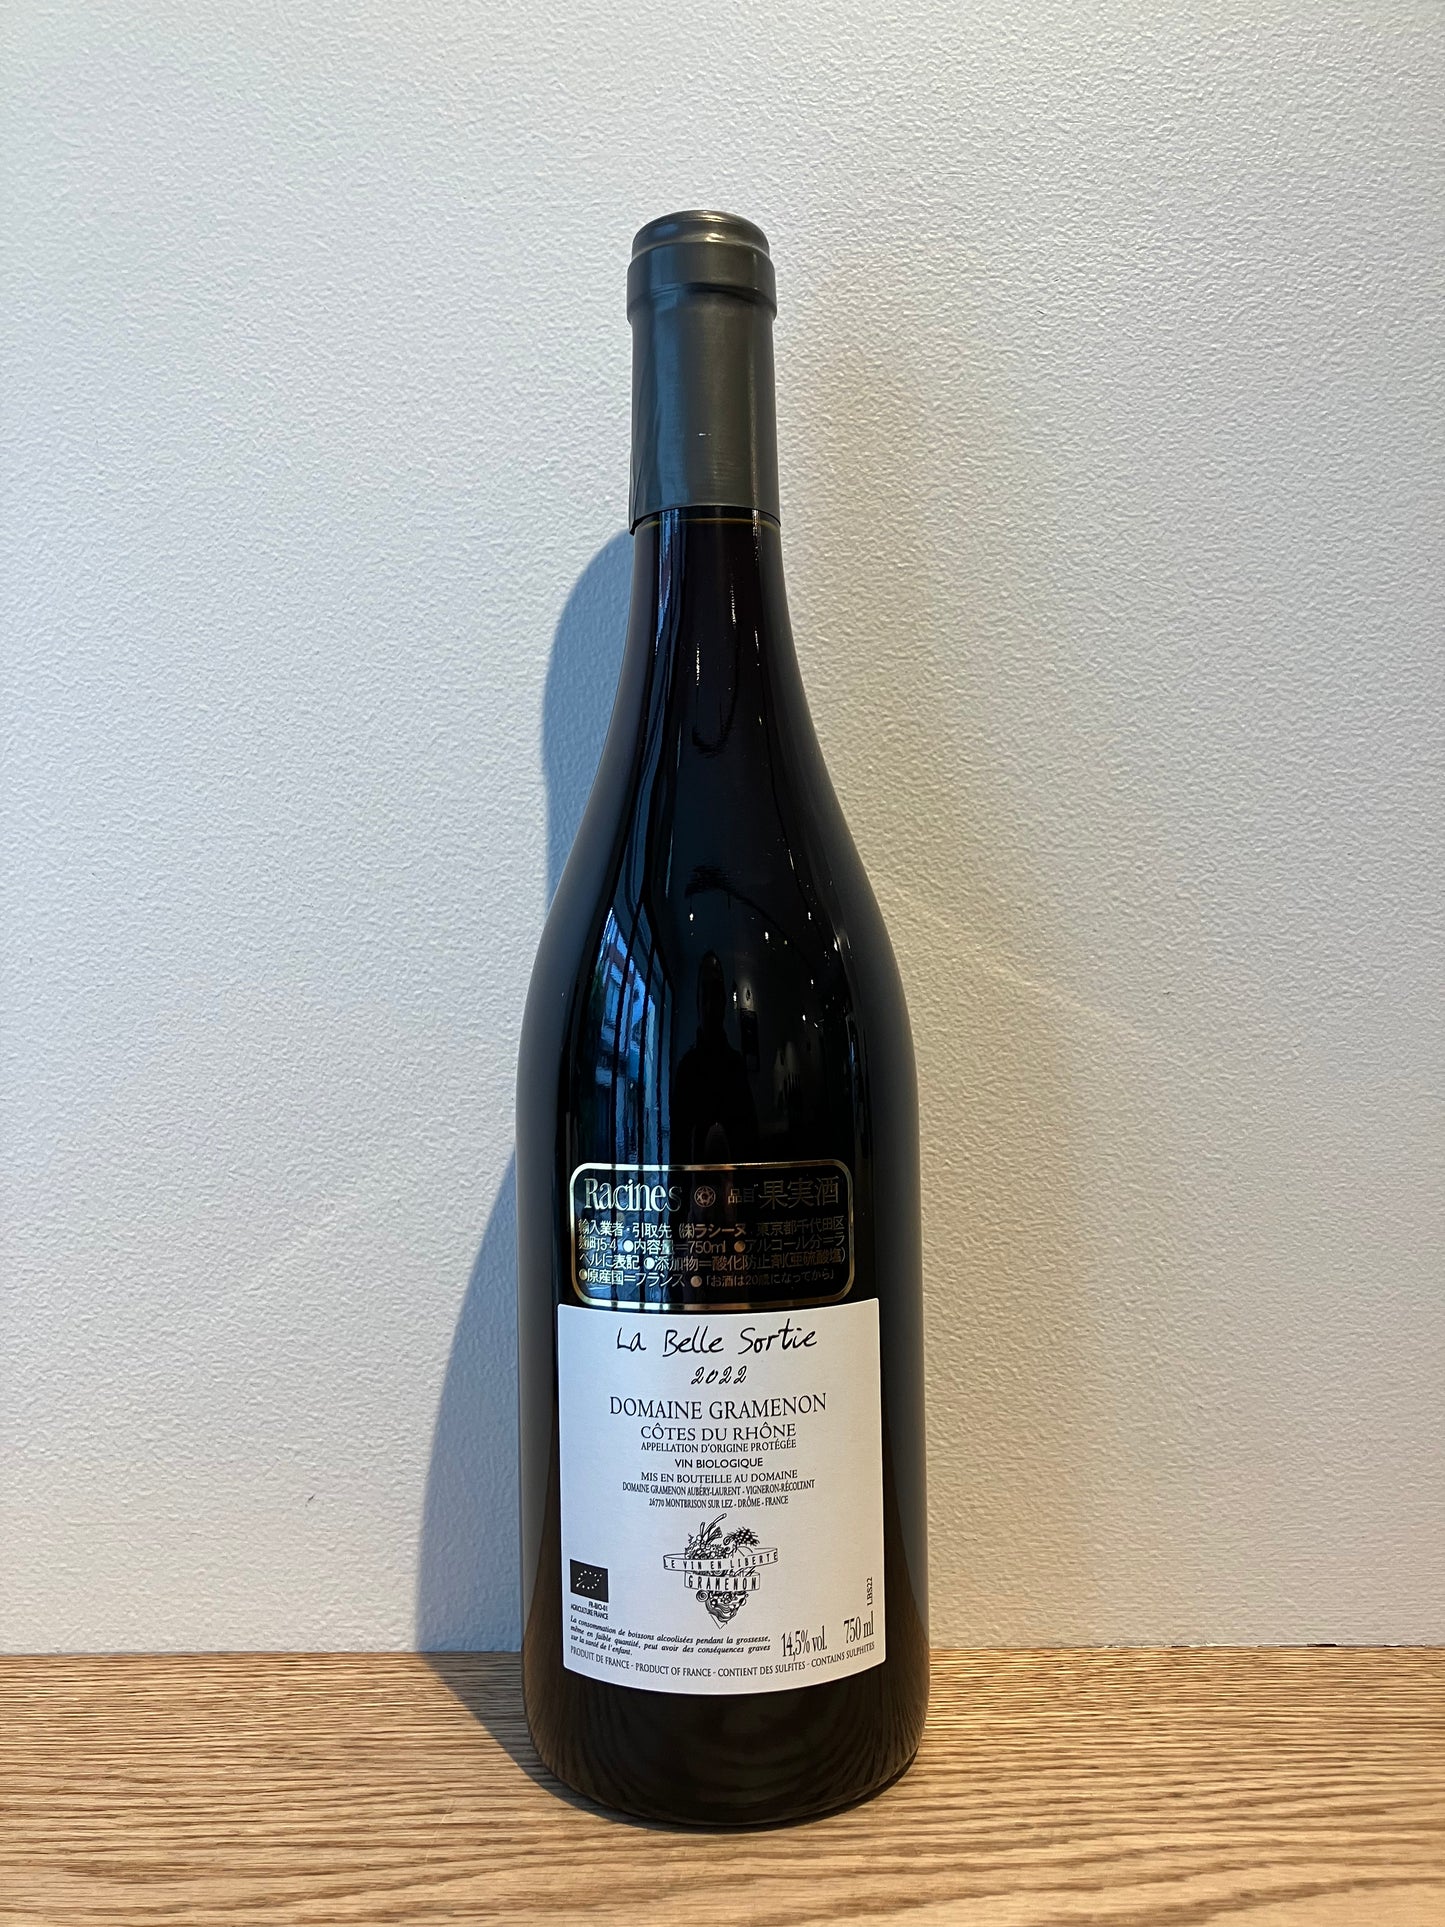 Racines 品目 果実酒
輸入業者・引取先 (株)ラシーヌ 東京都千代田区
麹町5-4 ●内容量=750ml ●アルコール分=ラ
ベルに表記 ●添加物=酸化防止剤(亜硫酸塩)
●原産国=フランス ●「お酒は20歳になってから」
La Belle Sortie
2022
DOMAINE GRAMENON
CÔTES DU RHÔNE
APPELLATION D'ORIGINE PROTÉGÉE
VIN BIOLOGIQUE
MIS EN BOUTEILLE AU DOMAINE
DOMAINE GRAMENON AUBÉRY-LAURENT - VIGNERON-RÉCOLTANT
26770 MONTBRISON SUR LEZ - DRÔME - FRANCE
LE VIN EN LIBERTE
GRAMENON
FR-BIO-01
AGRICULTURE FRANCE
LBS22
La consommation de boissons alcoolisées pendant la grossesse,
même en faible quantité, peut avoir des conséquences graves
sur la santé de l'enfant.
14,5% vol. 750 ml
PRODUIT DE FRANCE - PRODUCT OF FRANCE - CONTIENT DES SULFITES - CONTAINS SULPHITES